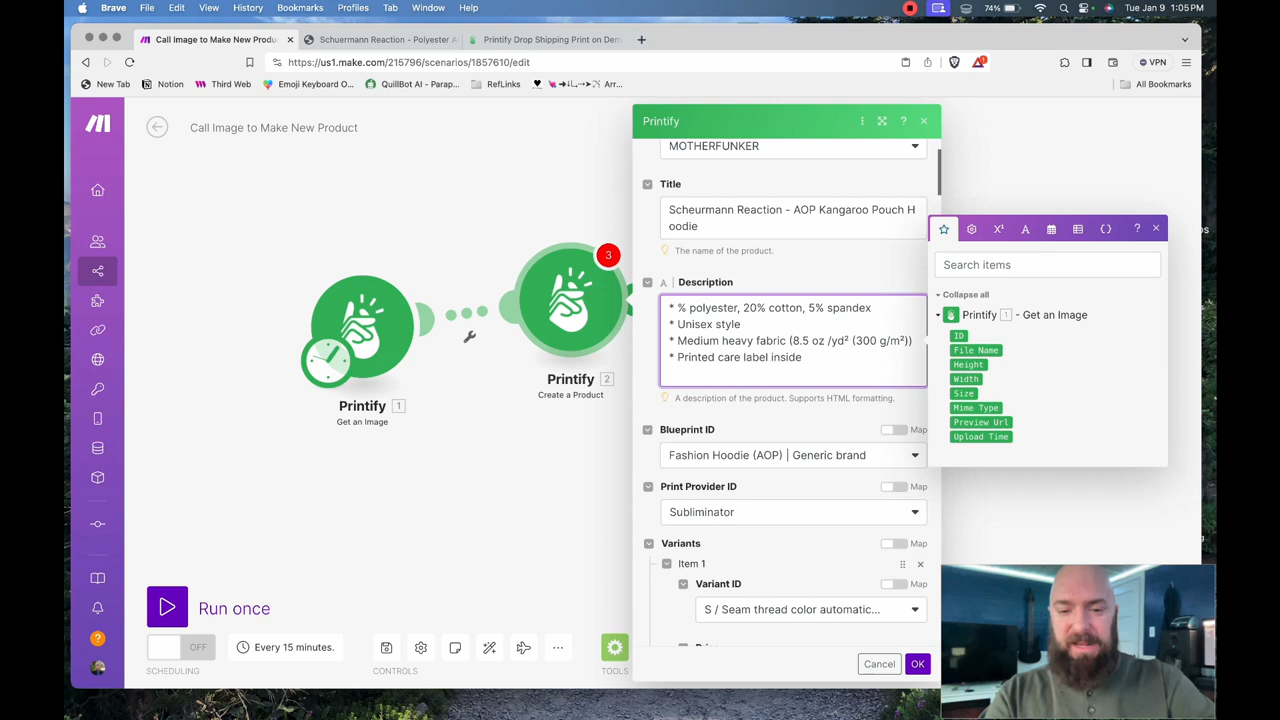 Brave File Edit View History Bookmarks Profiles Tab Window Help 74% Tue Jan 9 1:05 PM
Call Image to Make New Produ Schuermann Reaction - Polyester A Printify Drop Shipping Print on Dem
https://us1.make.com/215796/scenarios/1857610/edit VPN
New Tab Notion Third Web Emoji Keyboard O... QuillBot AI - Parap... RefLinks Arr... All Bookmarks
Call Image to Make New Product
Printify
MOTHERFUNKER
Title
Scheurmann Reaction - AOP Kangaroo Pouch H
oodie
The name of the product.
A | Description
* % polyester, 20% cotton, 5% spandex
* Unisex style
* Medium heavy fabric (8.5 oz /yd² (300 g/m²))
* Printed care label inside
A description of the product. Supports HTML formatting.
Blueprint ID Map
Fashion Hoodie (AOP) | Generic brand
Print Provider ID Map
Subliminator
Variants Map
Item 1
Variant ID Map
S / Seam thread color automatic...
Cancel OK
Search items
Collapse all
Printify 1 - Get an Image
ID
File Name
Height
Width
Size
Mime Type
Preview Url
Upload Time
3
Printify 1
Get an Image
Printify 2
Create a Product
Run once
OFF Every 15 minutes.
SCHEDULING CONTROLS TOOLS